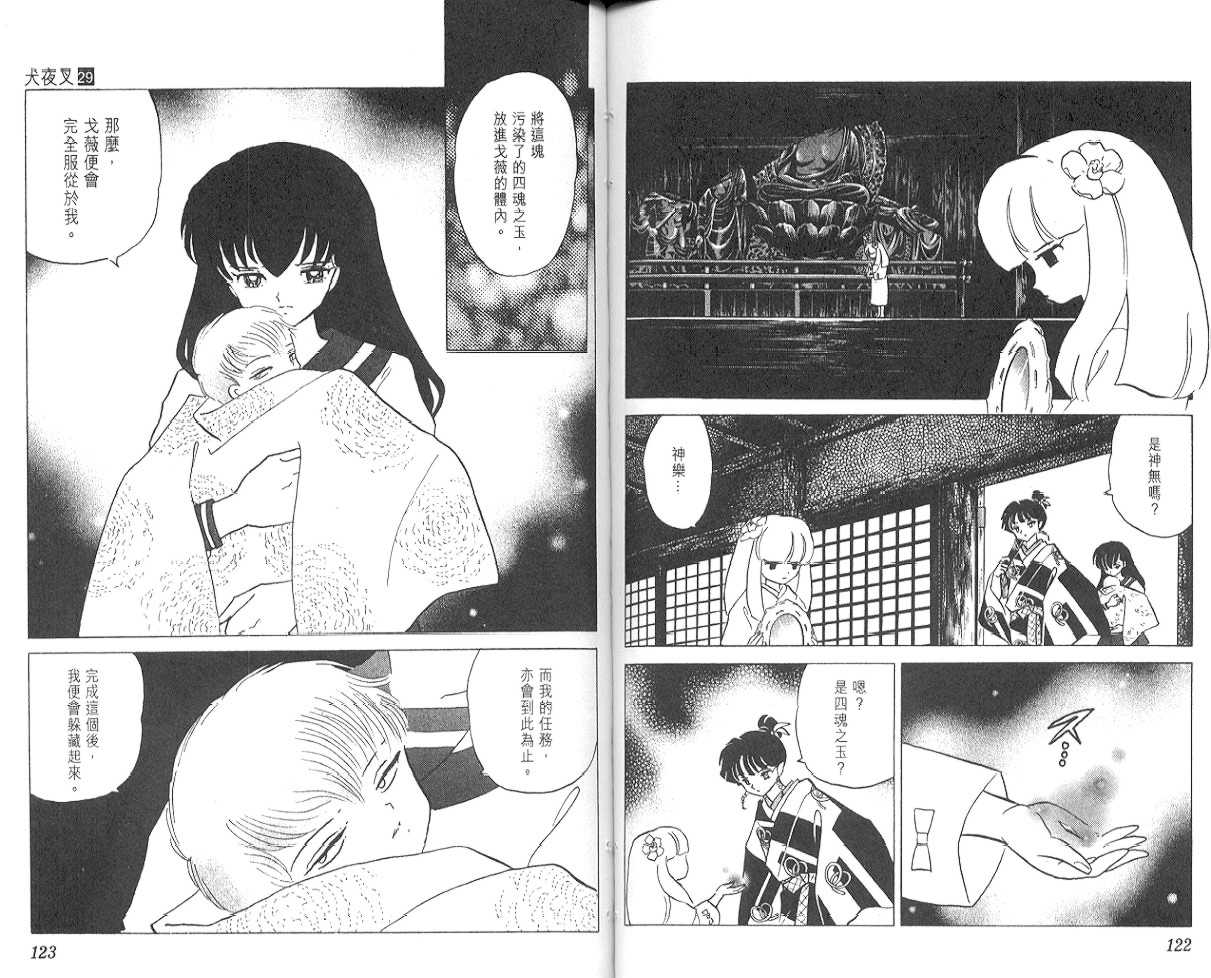 是神無嗎？
神樂…
ス
嗯？
是四魂之玉？
122
犬夜叉29
將這塊
污染了的四魂之玉，
放進戈薇的體內。
那麼，
戈薇便會
完全服從於我。
而我的任務，
亦會到此為止。
完成這個後，
我便會躲藏起來。
123